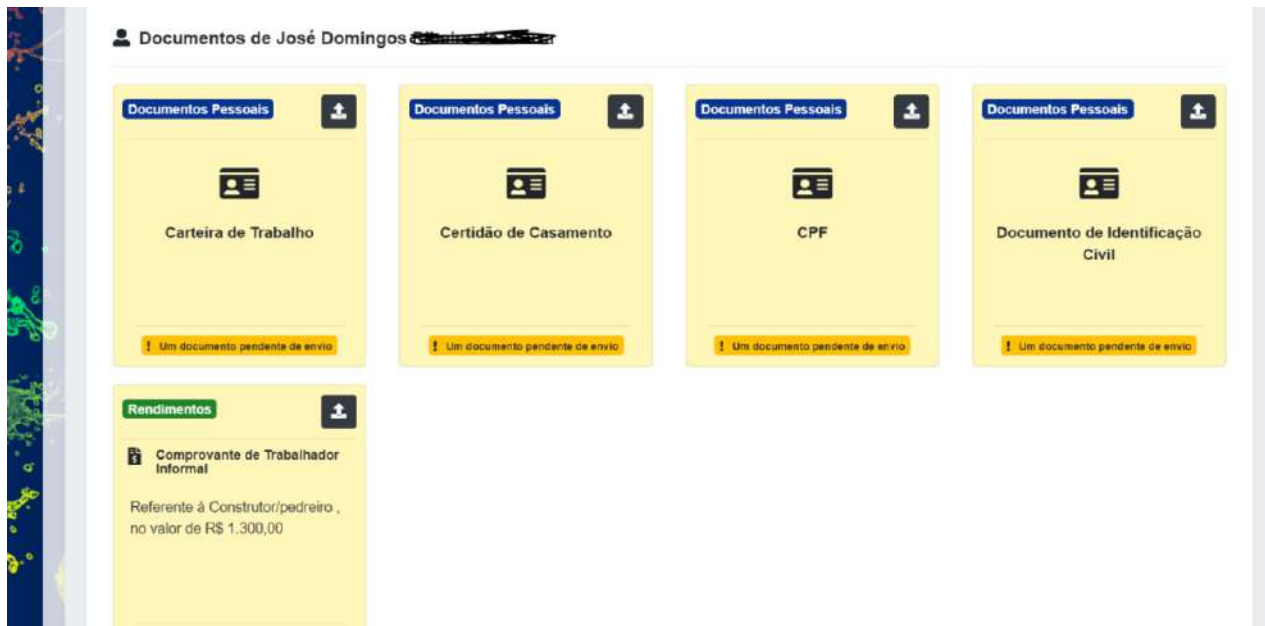 Documentos de José Domingos
Documentos Pessoais
Carteira de Trabalho
! Um documento pendente de envio
Documentos Pessoais
Certidão de Casamento
! Um documento pendente de envio
Documentos Pessoais
CPF
! Um documento pendente de envio
Documentos Pessoais
Documento de Identificação
Civil
! Um documento pendente de envio
Rendimentos
Comprovante de Trabalhador
Informal
Referente à Construtor/pedreiro ,
no valor de R$ 1.300,00